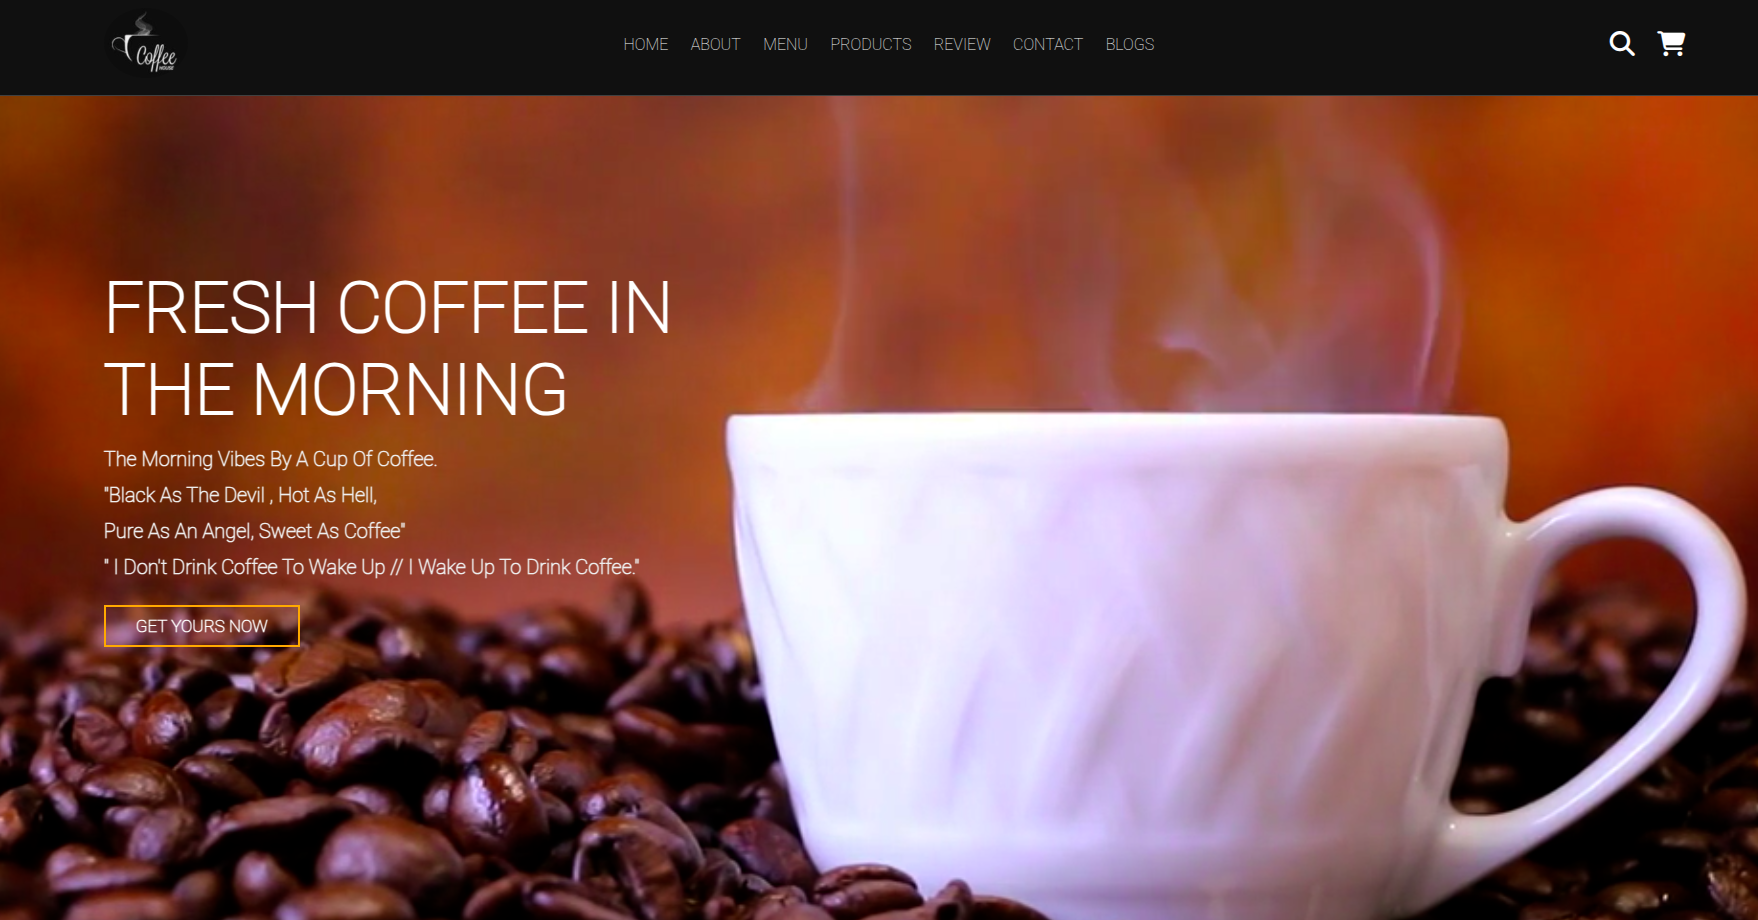 Coffee
HOUSE
HOME ABOUT MENU PRODUCTS REVIEW CONTACT BLOGS
FRESH COFFEE IN
THE MORNING
The Morning Vibes By A Cup Of Coffee.
"Black As The Devil , Hot As Hell,
Pure As An Angel, Sweet As Coffee"
" I Don't Drink Coffee To Wake Up // I Wake Up To Drink Coffee."
GET YOURS NOW